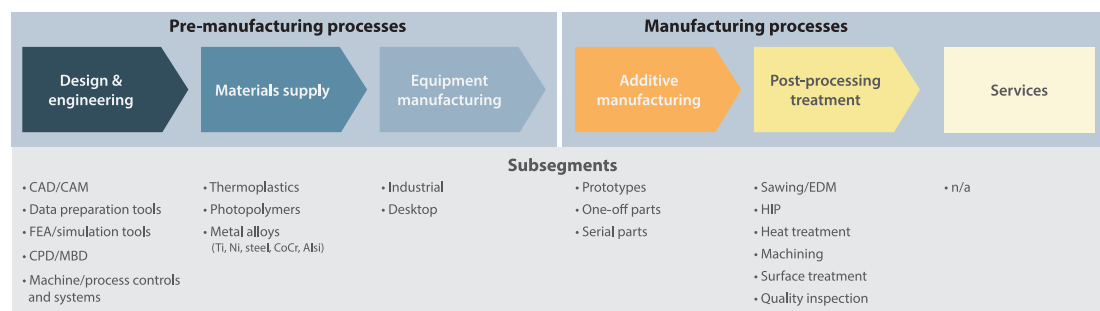 Pre-manufacturing processes
Manufacturing processes
Design &
engineering
Materials supply
Equipment
manufacturing
Additive
manufacturing
Post-processing
treatment
Services
Subsegments
• CAD/CAM
• Data preparation tools
• FEA/simulation tools
• CPD/MBD
• Machine/process controls
and systems
• Thermoplastics
• Photopolymers
• Metal alloys
(Ti, Ni, steel, CoCr, Alsi)
• Industrial
• Desktop
• Prototypes
• One-off parts
• Serial parts
• Sawing/EDM
• HIP
• Heat treatment
• Machining
• Surface treatment
• Quality inspection
• n/a